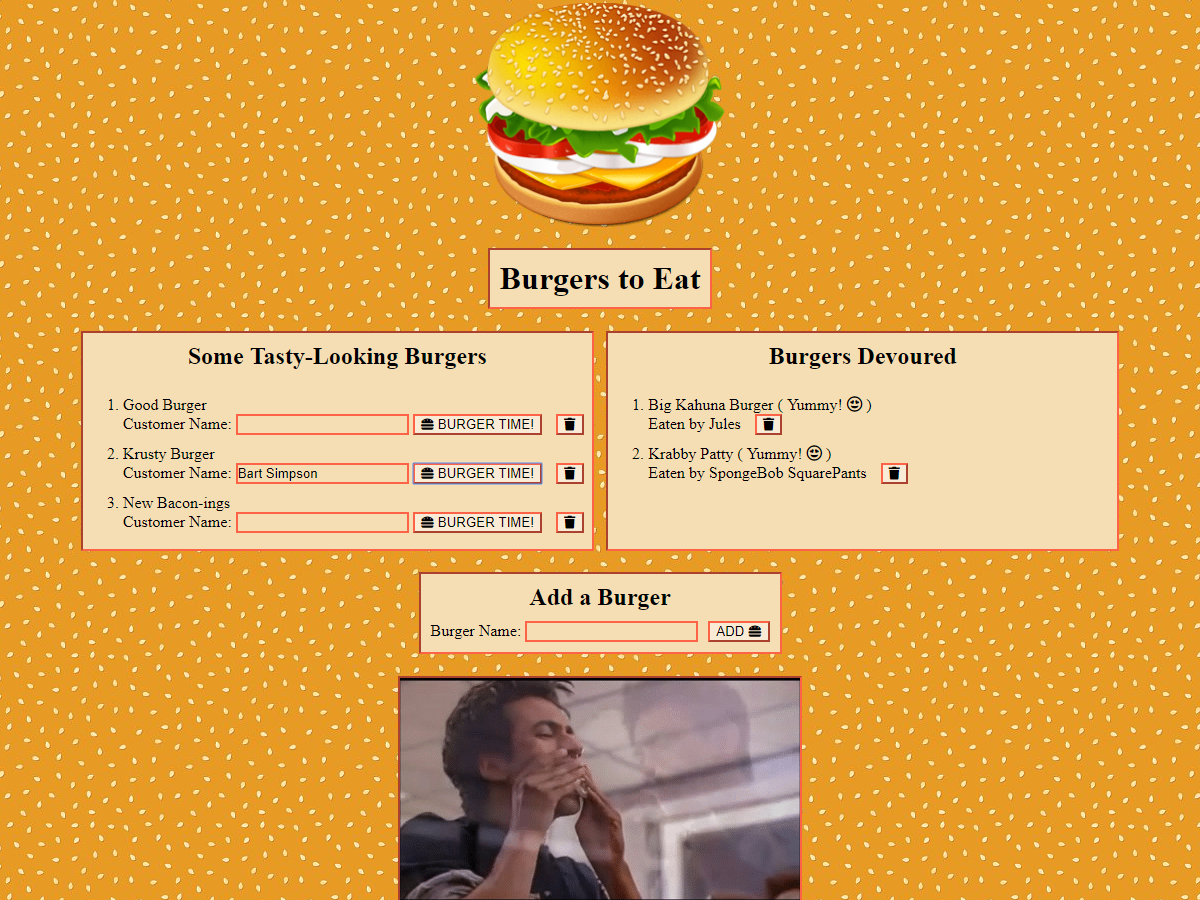 Burgers to Eat
Some Tasty-Looking Burgers
1. Good Burger
Customer Name: BURGER TIME!
2. Krusty Burger
Customer Name: Bart Simpson BURGER TIME!
3. New Bacon-ings
Customer Name: BURGER TIME!
Burgers Devoured
1. Big Kahuna Burger ( Yummy! 😍 )
Eaten by Jules
2. Krabby Patty ( Yummy! 😍 )
Eaten by SpongeBob SquarePants
Add a Burger
Burger Name: ADD